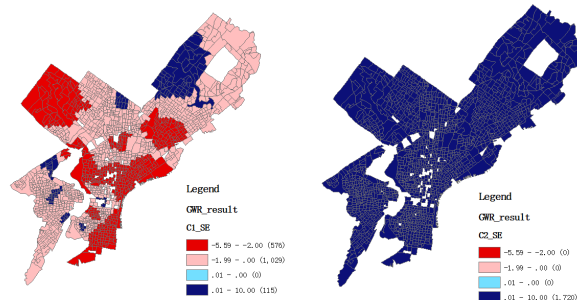 Legend
GWR_result
C1_SE
-5.59 - -2.00 (576)
-1.99 - .00 (1,029)
.01 - .00 (0)
.01 - 10.00 (115)
Legend
GWR_result
C2_SE
-5.59 - -2.00 (0)
-1.99 - .00 (0)
.01 - .00 (0)
.01 - 10.00 (1,720)